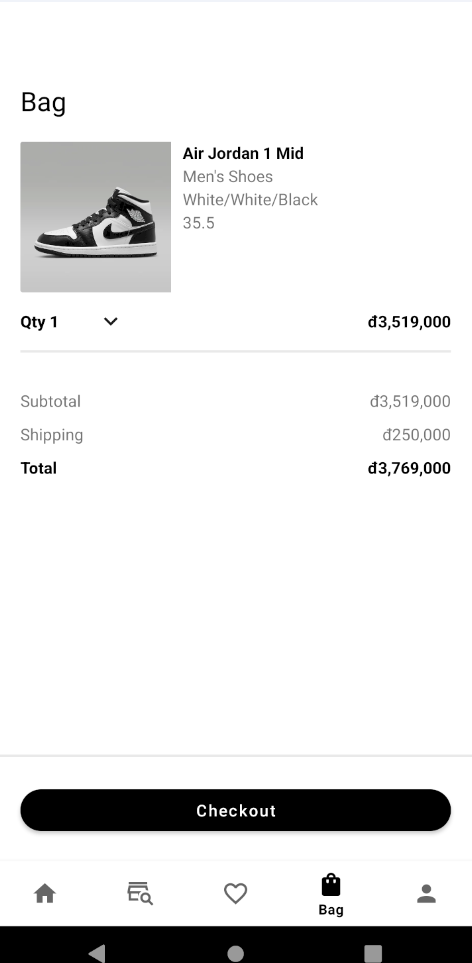 Bag
Air Jordan 1 Mid
Men's Shoes
White/White/Black
35.5
Qty 1
đ3,519,000
Subtotal
đ3,519,000
Shipping
đ250,000
Total
đ3,769,000
Checkout
Bag